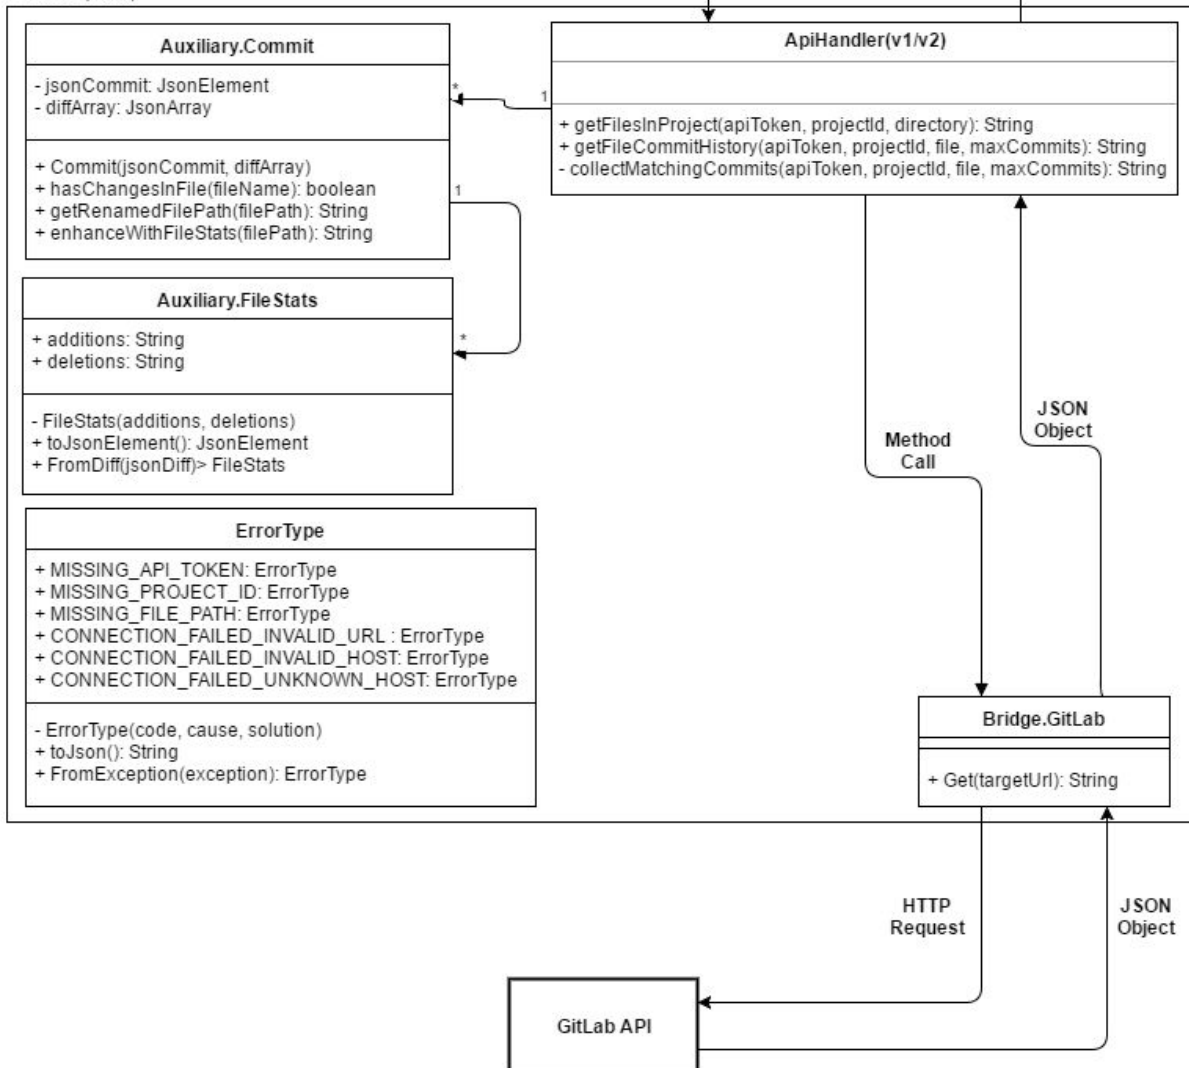 Auxiliary.Commit
- jsonCommit: JsonElement
- diffArray: JsonArray
+ Commit(jsonCommit, diffArray)
+ hasChangesInFile(fileName): boolean
+ getRenamedFilePath(filePath): String
+ enhanceWithFileStats(filePath): String
*
1
ApiHandler(v1/v2)
+ getFilesInProject(apiToken, projectId, directory): String
+ getFileCommitHistory(apiToken, projectId, file, maxCommits): String
- collectMatchingCommits(apiToken, projectId, file, maxCommits): String
1
*
Auxiliary.FileStats
+ additions: String
+ deletions: String
- FileStats(additions, deletions)
+ toJsonElement(): JsonElement
+ FromDiff(jsonDiff)> FileStats
Method
Call
JSON
Object
ErrorType
+ MISSING_API_TOKEN: ErrorType
+ MISSING_PROJECT_ID: ErrorType
+ MISSING_FILE_PATH: ErrorType
+ CONNECTION_FAILED_INVALID_URL : ErrorType
+ CONNECTION_FAILED_INVALID_HOST: ErrorType
+ CONNECTION_FAILED_UNKNOWN_HOST: ErrorType
- ErrorType(code, cause, solution)
+ toJson(): String
+ FromException(exception): ErrorType
Bridge.GitLab
+ Get(targetUrl): String
HTTP
Request
JSON
Object
GitLab API